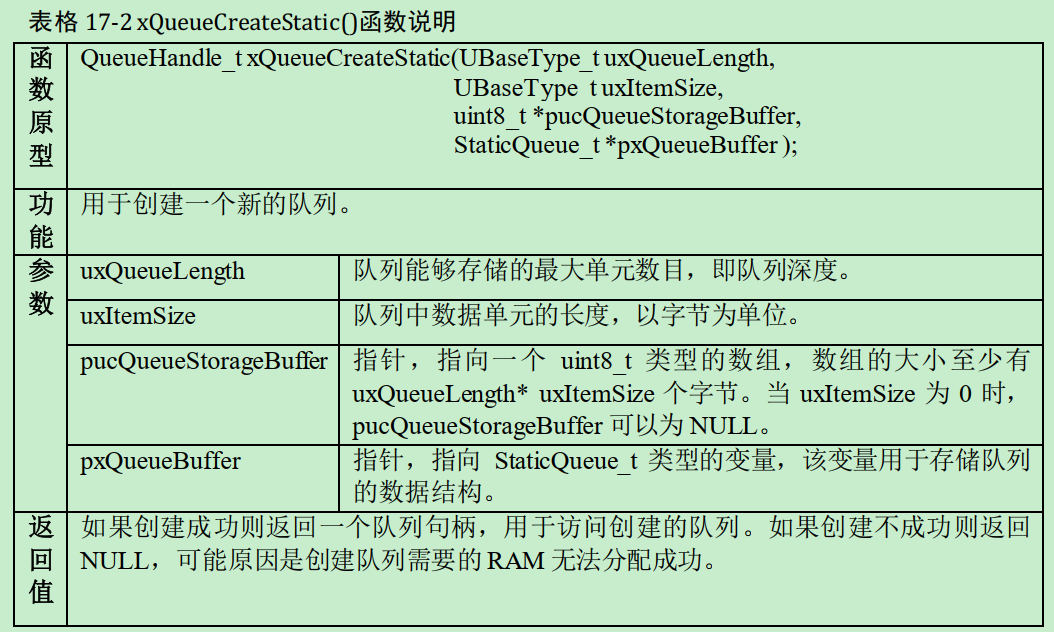 表格 17-2 xQueueCreateStatic()函数说明
函数原型
QueueHandle_t xQueueCreateStatic(UBaseType_t uxQueueLength,
UBaseType t uxItemSize,
uint8_t *pucQueueStorageBuffer,
StaticQueue_t *pxQueueBuffer );
功能
用于创建一个新的队列。
参数
uxQueueLength
队列能够存储的最大单元数目，即队列深度。
uxItemSize
队列中数据单元的长度，以字节为单位。
pucQueueStorageBuffer
指针，指向一个 uint8_t 类型的数组，数组的大小至少有
uxQueueLength* uxItemSize 个字节。当 uxItemSize 为 0 时，
pucQueueStorageBuffer 可以为 NULL。
pxQueueBuffer
指针，指向 StaticQueue_t 类型的变量，该变量用于存储队列
的数据结构。
返回值
如果创建成功则返回一个队列句柄，用于访问创建的队列。如果创建不成功则返回
NULL，可能原因是创建队列需要的 RAM 无法分配成功。